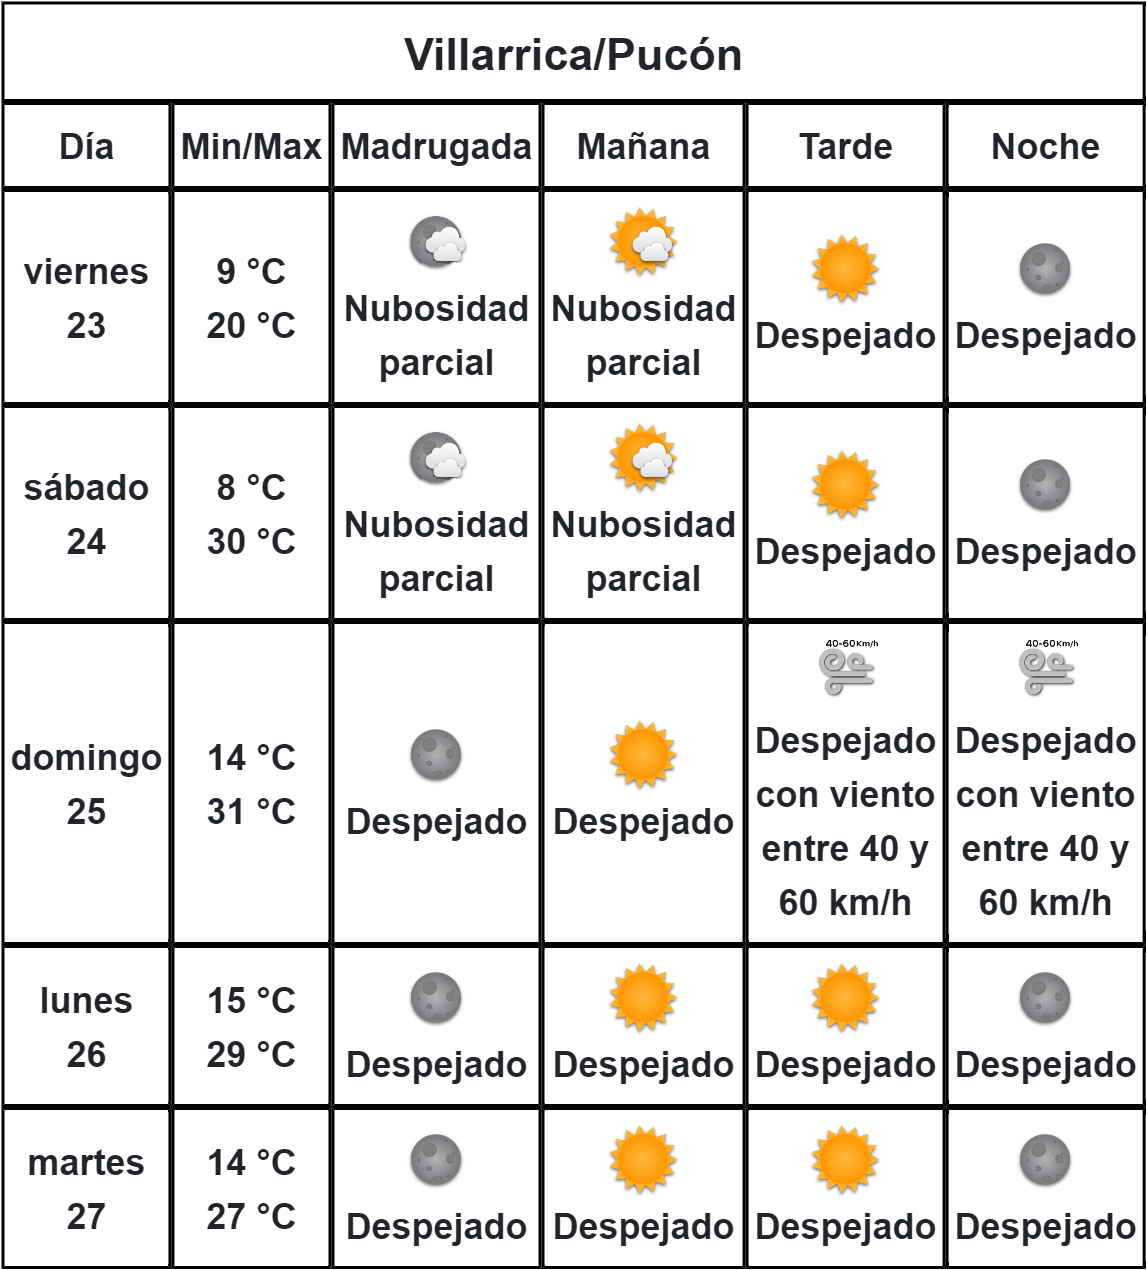 Villarrica/Pucón
Día Min/Max Madrugada Mañana Tarde Noche
viernes
23
9 °C
20 °C
Nubosidad
parcial
Nubosidad
parcial
Despejado
Despejado
sábado
24
8 °C
30 °C
Nubosidad
parcial
Nubosidad
parcial
Despejado
Despejado
domingo
25
14 °C
31 °C
Despejado
Despejado
40-60Km/h
Despejado
con viento
entre 40 y
60 km/h
40-60Km/h
Despejado
con viento
entre 40 y
60 km/h
lunes
26
15 °C
29 °C
Despejado
Despejado
Despejado
Despejado
martes
27
14 °C
27 °C
Despejado
Despejado
Despejado
Despejado